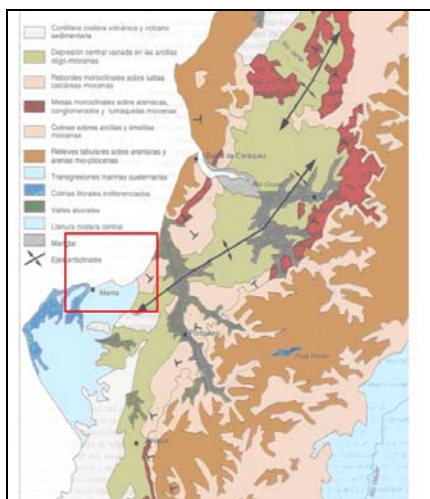 Cordillera costera volcánica y volcano
sedimentaria
Depresión central vaciada en las arcillas
oligo-miocenas
Rebordes monoclinales sobre lutitas
calcáreas miocenas
Mesas monoclinales sobre areniscas,
conglomerados y lumaquelas miocenas
Colinas sobre arcillas y limolitas
miocenas
Relieves tabulares sobre areniscas y
arenas mio-pliocenas
Transgresiones marinas cuaternarias
Colinas litorales indiferenciados
Valles aluviales
Llanura costera central
Manglar
Ejes anticlinales
Bahía de Caráquez
Río
Manta